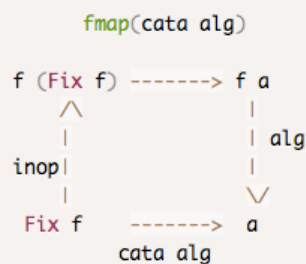 fmap(cata alg)
f (Fix f) -------> f a
/\ |
| | alg
inop| |
| \/
Fix f -------> a
cata alg